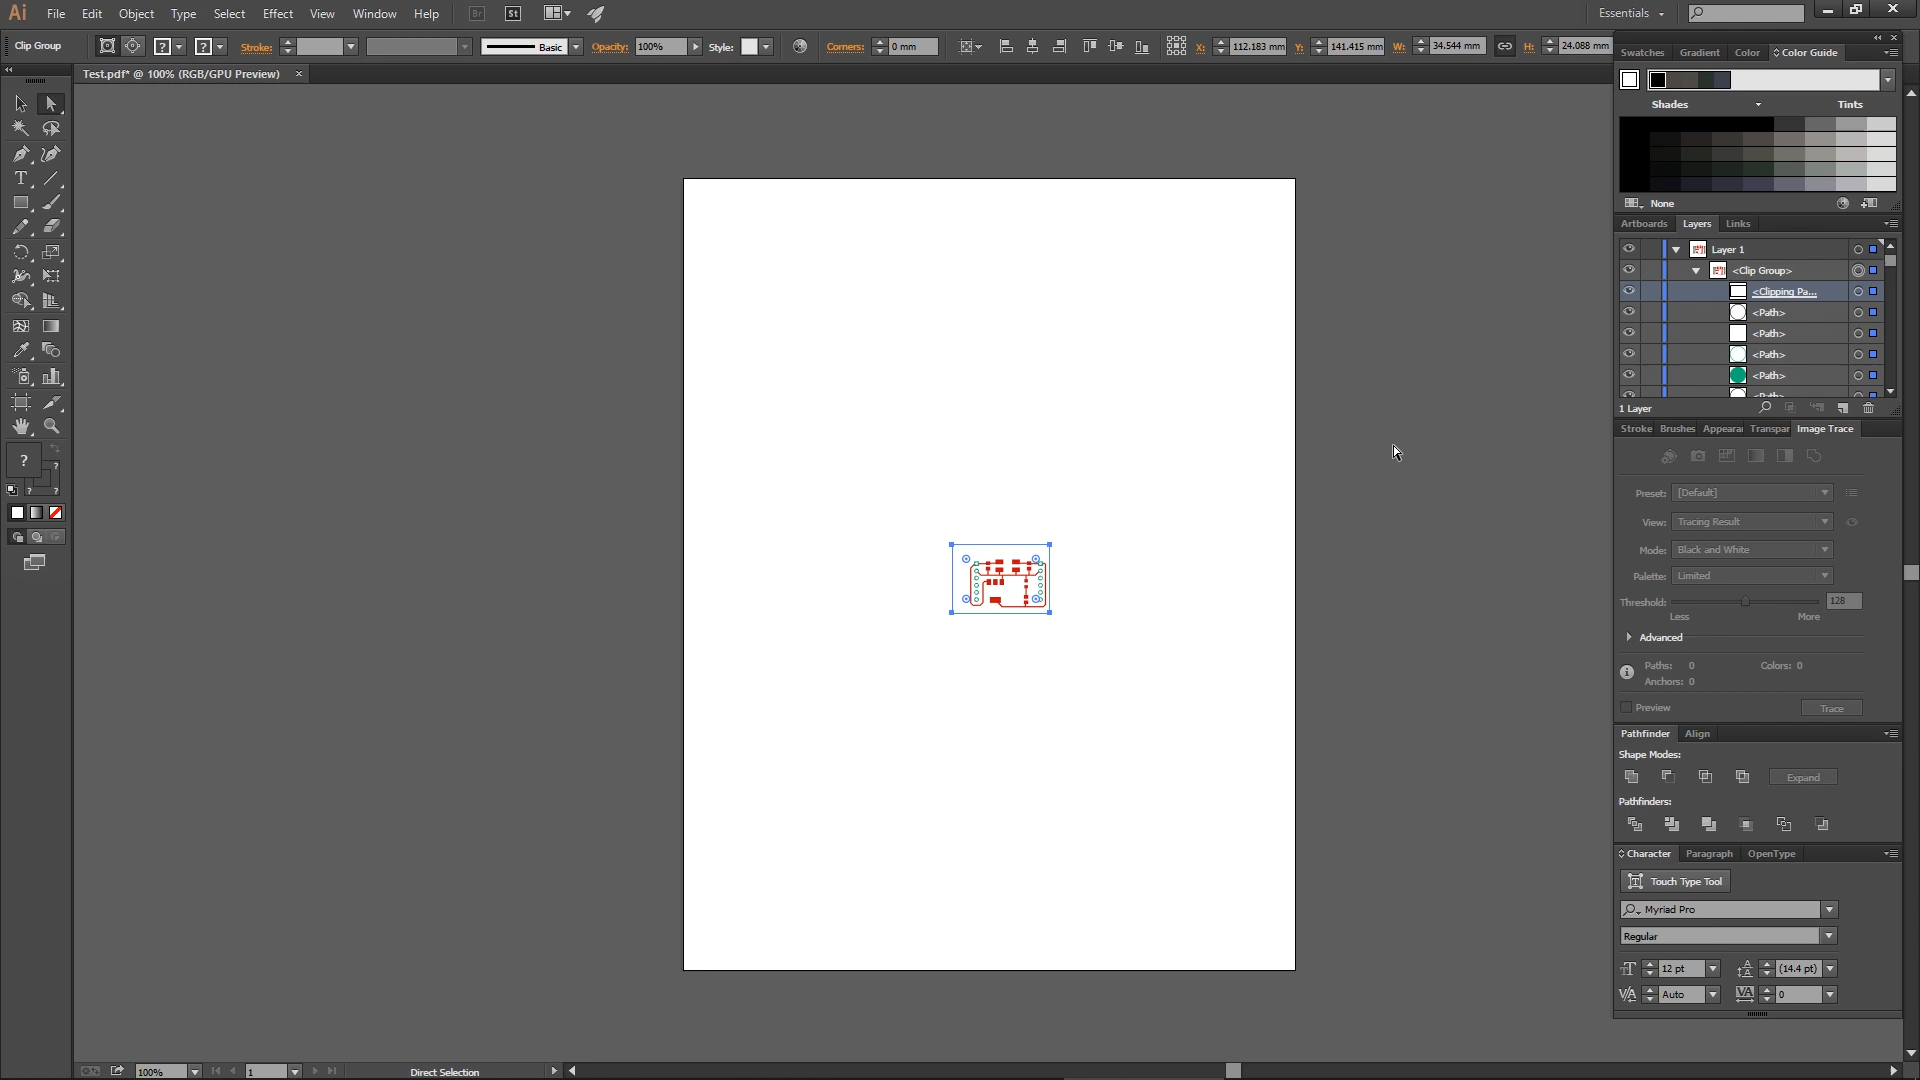 Ai File Edit Object Type Select Effect View Window Help Br St Essentials
Clip Group ? ? Stroke: Basic Opacity: 100% Style: Corners: 0 mm X: 112.183 mm Y: 141.415 mm W: 34.544 mm H: 24.088 mm
Test.pdf* @ 100% (RGB/GPU Preview) ×
Swatches Gradient Color Color Guide
Shades Tints
None
Artboards Layers Links
Layer 1
<Clip Group>
<Clipping Pa...
<Path>
<Path>
<Path>
<Path>
1 Layer
Stroke Brushes Appearar Transpar Image Trace
Preset: [Default]
View: Tracing Result
Mode: Black and White
Palette: Limited
Threshold: 128
Less More
Advanced
Paths: 0 Colors: 0
Anchors: 0
Preview Trace
Pathfinder Align
Shape Modes:
Expand
Pathfinders:
Character Paragraph OpenType
Touch Type Tool
Myriad Pro
Regular
12 pt (14.4 pt)
Auto 0
T
?
?
? ?
100% 1 Direct Selection